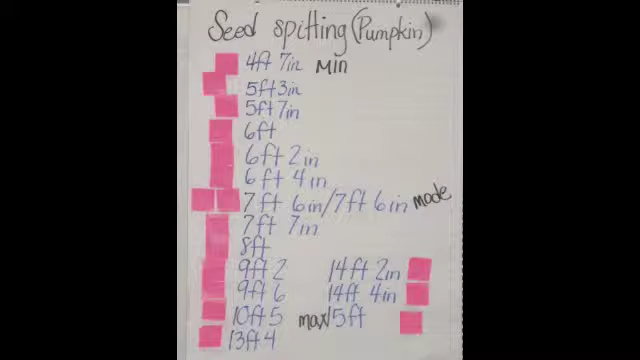 Seed spitting (Pumpkin)
4ft 7in min
5ft 3in
5ft 7in
6ft
6ft 2in
6ft 4in
7ft 6in/7ft 6in mode
7ft 7in
8ft
9ft 2
9ft 6
10ft 5
13ft 4
14ft 2in
14ft 4in
max 15ft